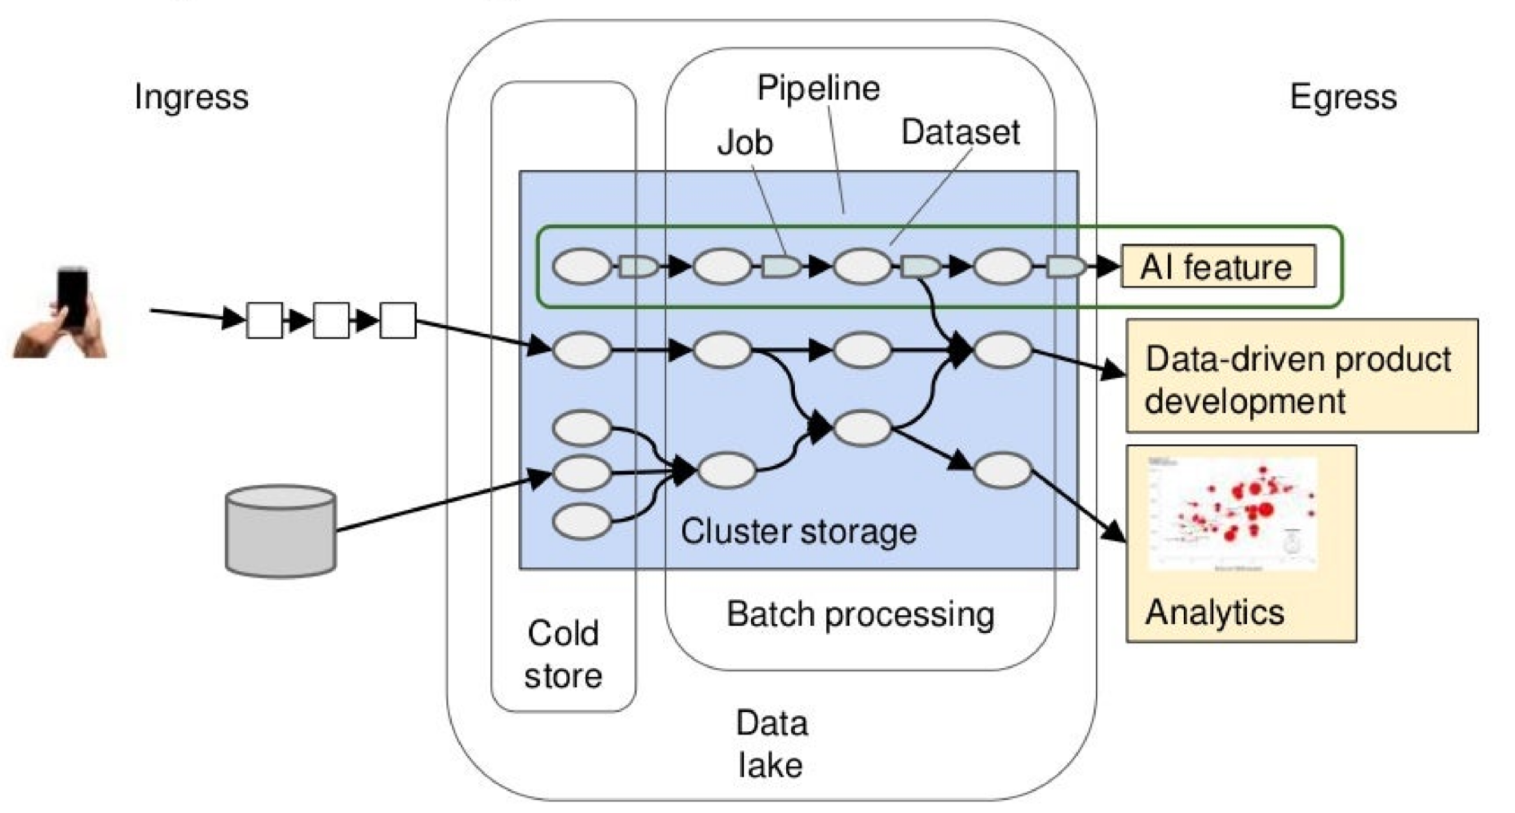 Ingress
Pipeline
Job
Dataset
Egress
AI feature
Data-driven product
development
Cluster storage
Batch processing
Analytics
Cold
store
Data
lake